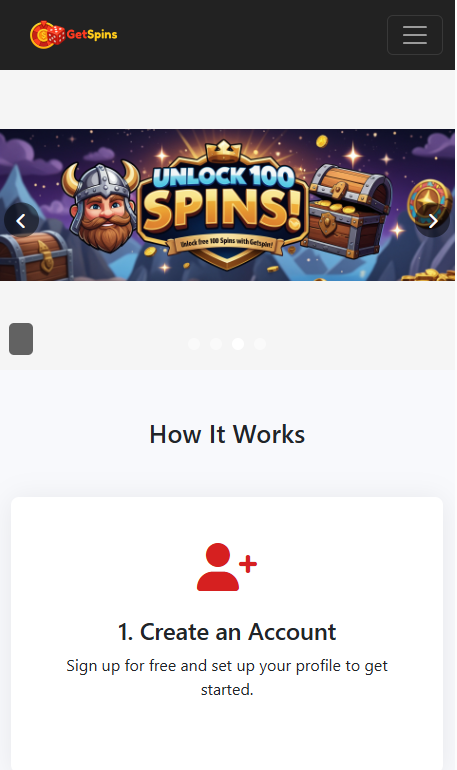 GetSpins
UNLOCK 100
SPINS!
Unlock free 100 Spins with Getspin!
How It Works
1. Create an Account
Sign up for free and set up your profile to get
started.